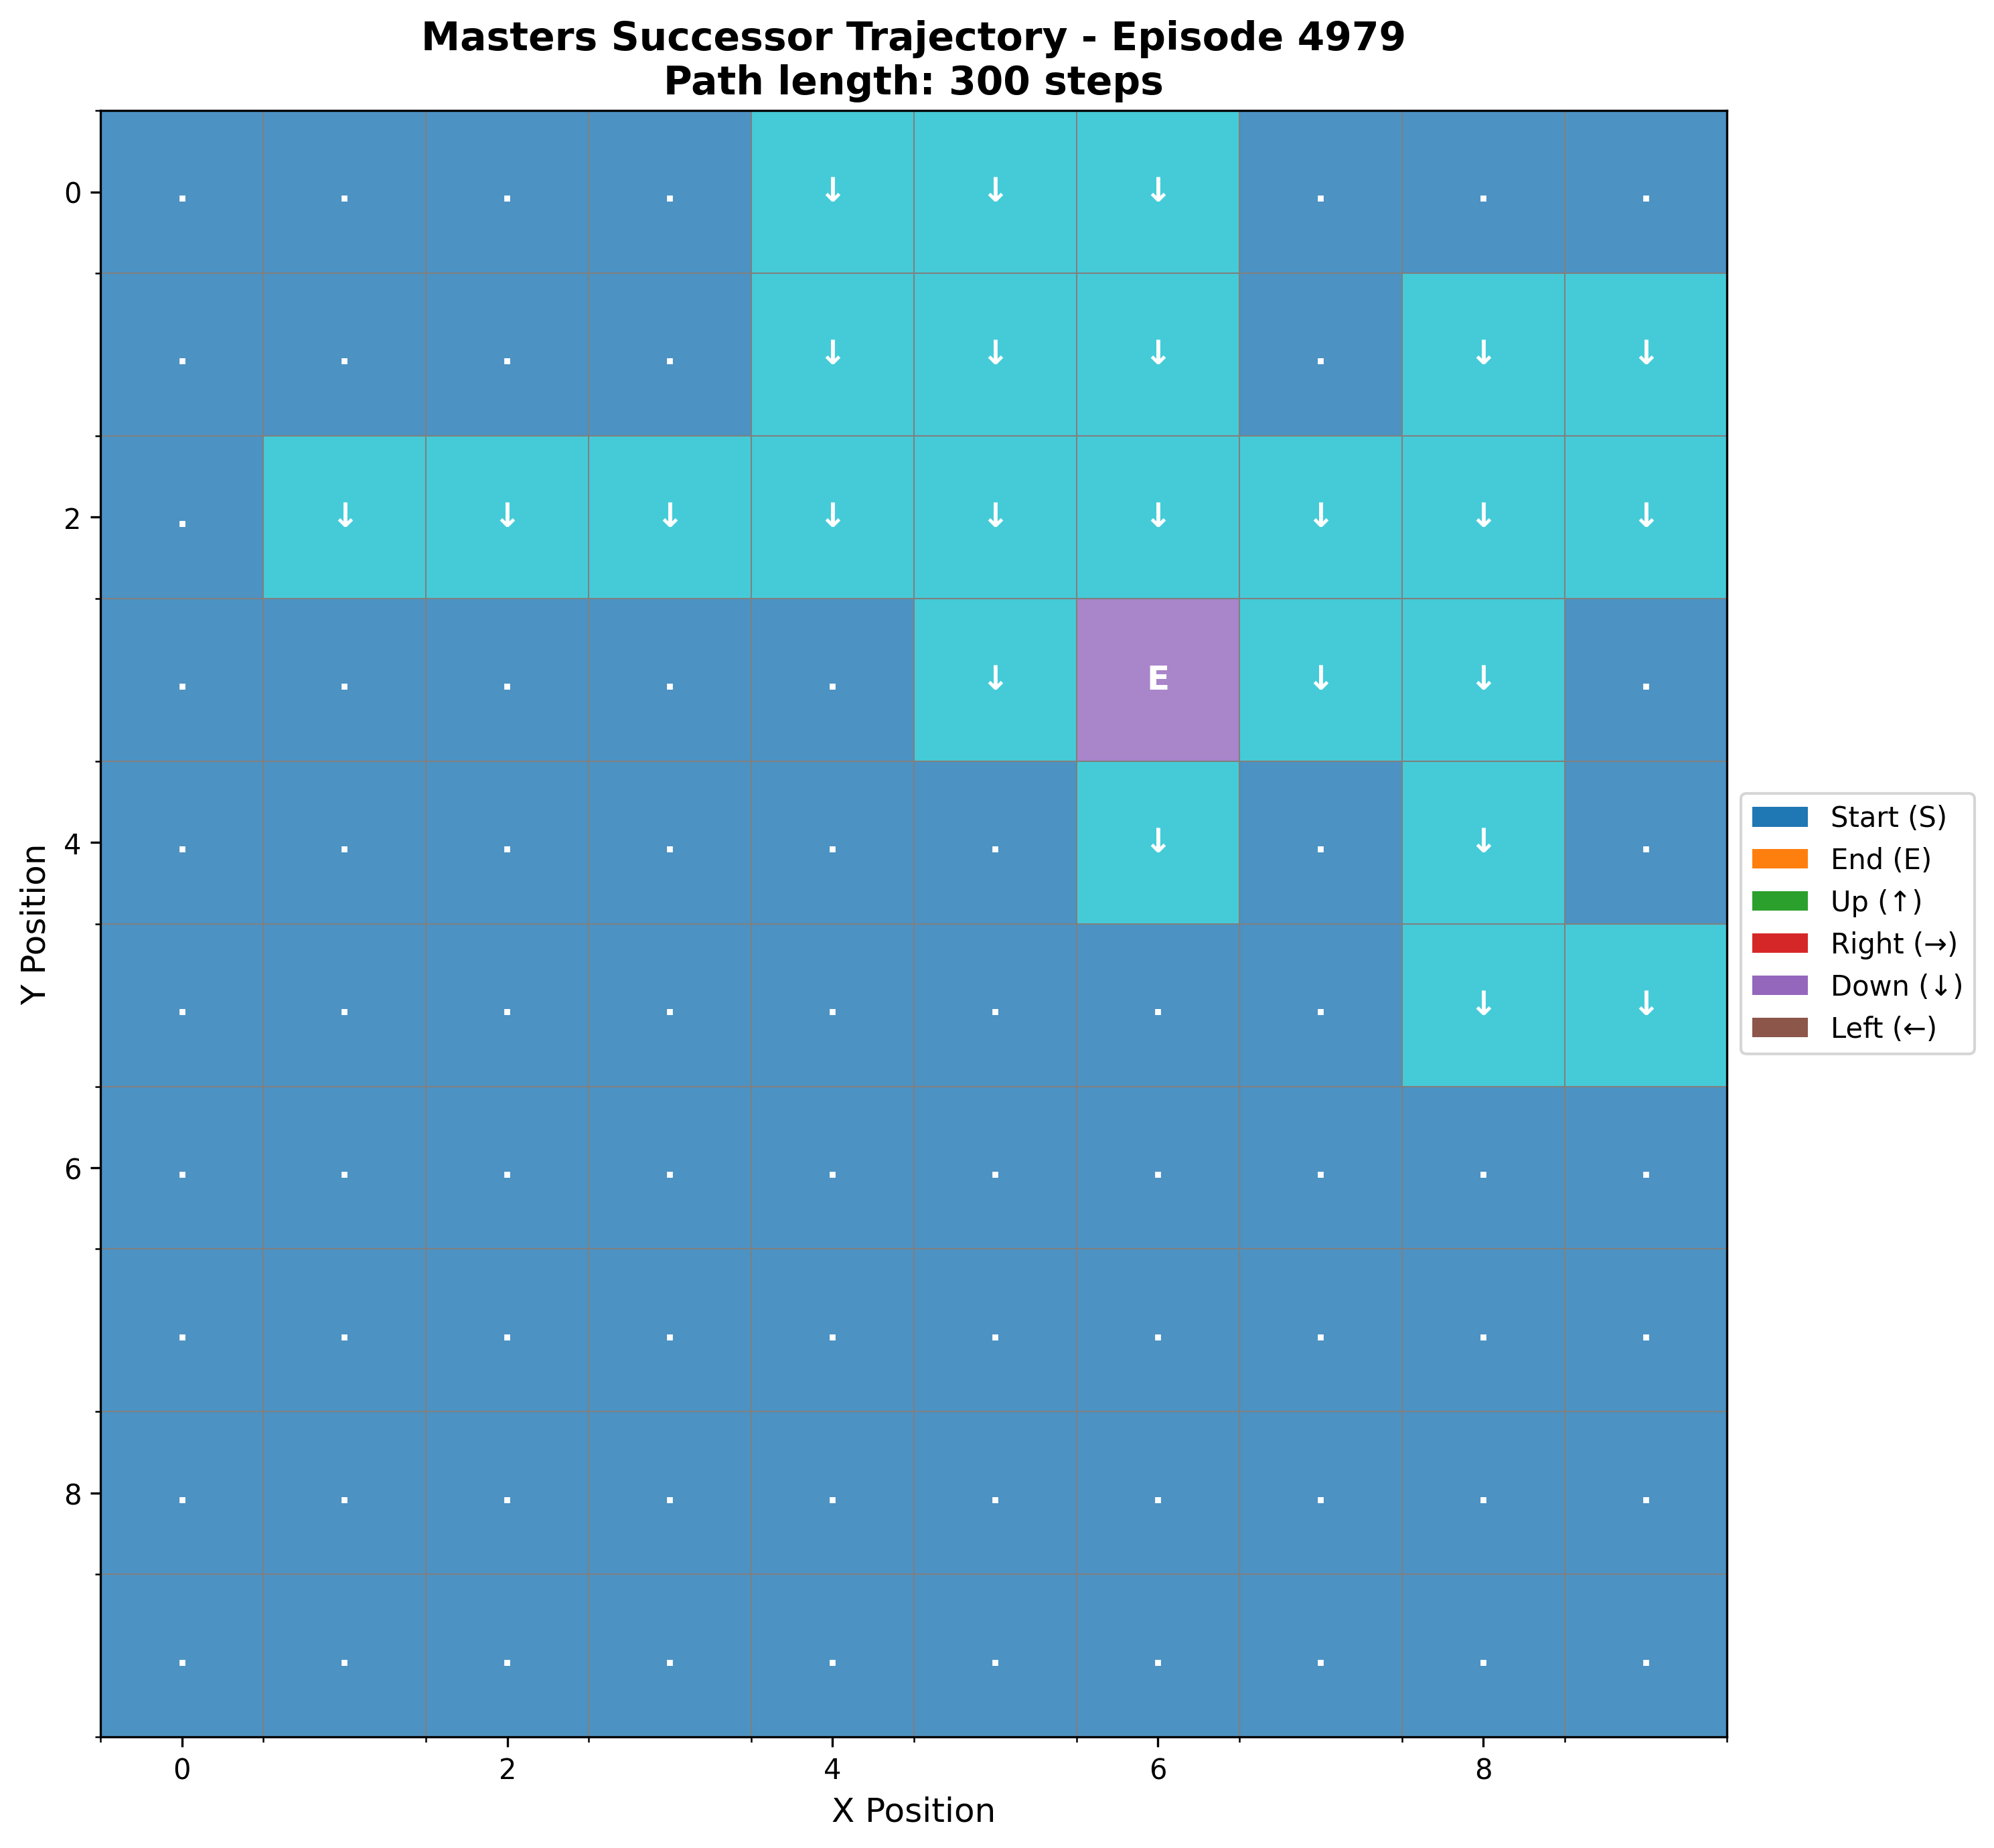 Masters Successor Trajectory - Episode 4979
Path length: 300 steps
0 . . . . ↓ ↓ ↓ . . .
. . . . ↓ ↓ ↓ . ↓ ↓
2 . ↓ ↓ ↓ ↓ ↓ ↓ ↓ ↓ ↓
. . . . . ↓ E ↓ ↓ .
4 . . . . . . ↓ . ↓ .
. . . . . . . . ↓ ↓
6 . . . . . . . . . .
. . . . . . . . . .
8 . . . . . . . . . .
. . . . . . . . . .
0 2 4 6 8
X Position
Y Position
Start (S)
End (E)
Up (↑)
Right (→)
Down (↓)
Left (←)